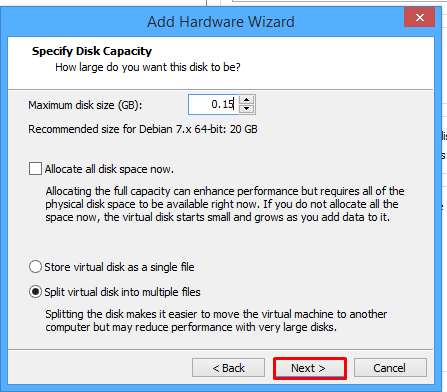 Add Hardware Wizard
Specify Disk Capacity
How large do you want this disk to be?
Maximum disk size (GB): 0.15
Recommended size for Debian 7.x 64-bit: 20 GB
Allocate all disk space now.
Allocating the full capacity can enhance performance but requires all of the
physical disk space to be available right now. If you do not allocate all the
space now, the virtual disk starts small and grows as you add data to it.
Store virtual disk as a single file
Split virtual disk into multiple files
Splitting the disk makes it easier to move the virtual machine to another
computer but may reduce performance with very large disks.
< Back Next > Cancel